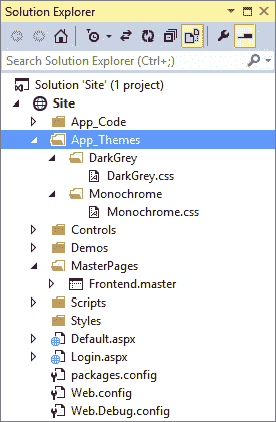 Solution Explorer
Search Solution Explorer (Ctrl+;)
Solution 'Site' (1 project)
Site
App_Code
App_Themes
DarkGrey
DarkGrey.css
Monochrome
Monochrome.css
Controls
Demos
MasterPages
Frontend.master
Scripts
Styles
Default.aspx
Login.aspx
packages.config
Web.config
Web.Debug.config